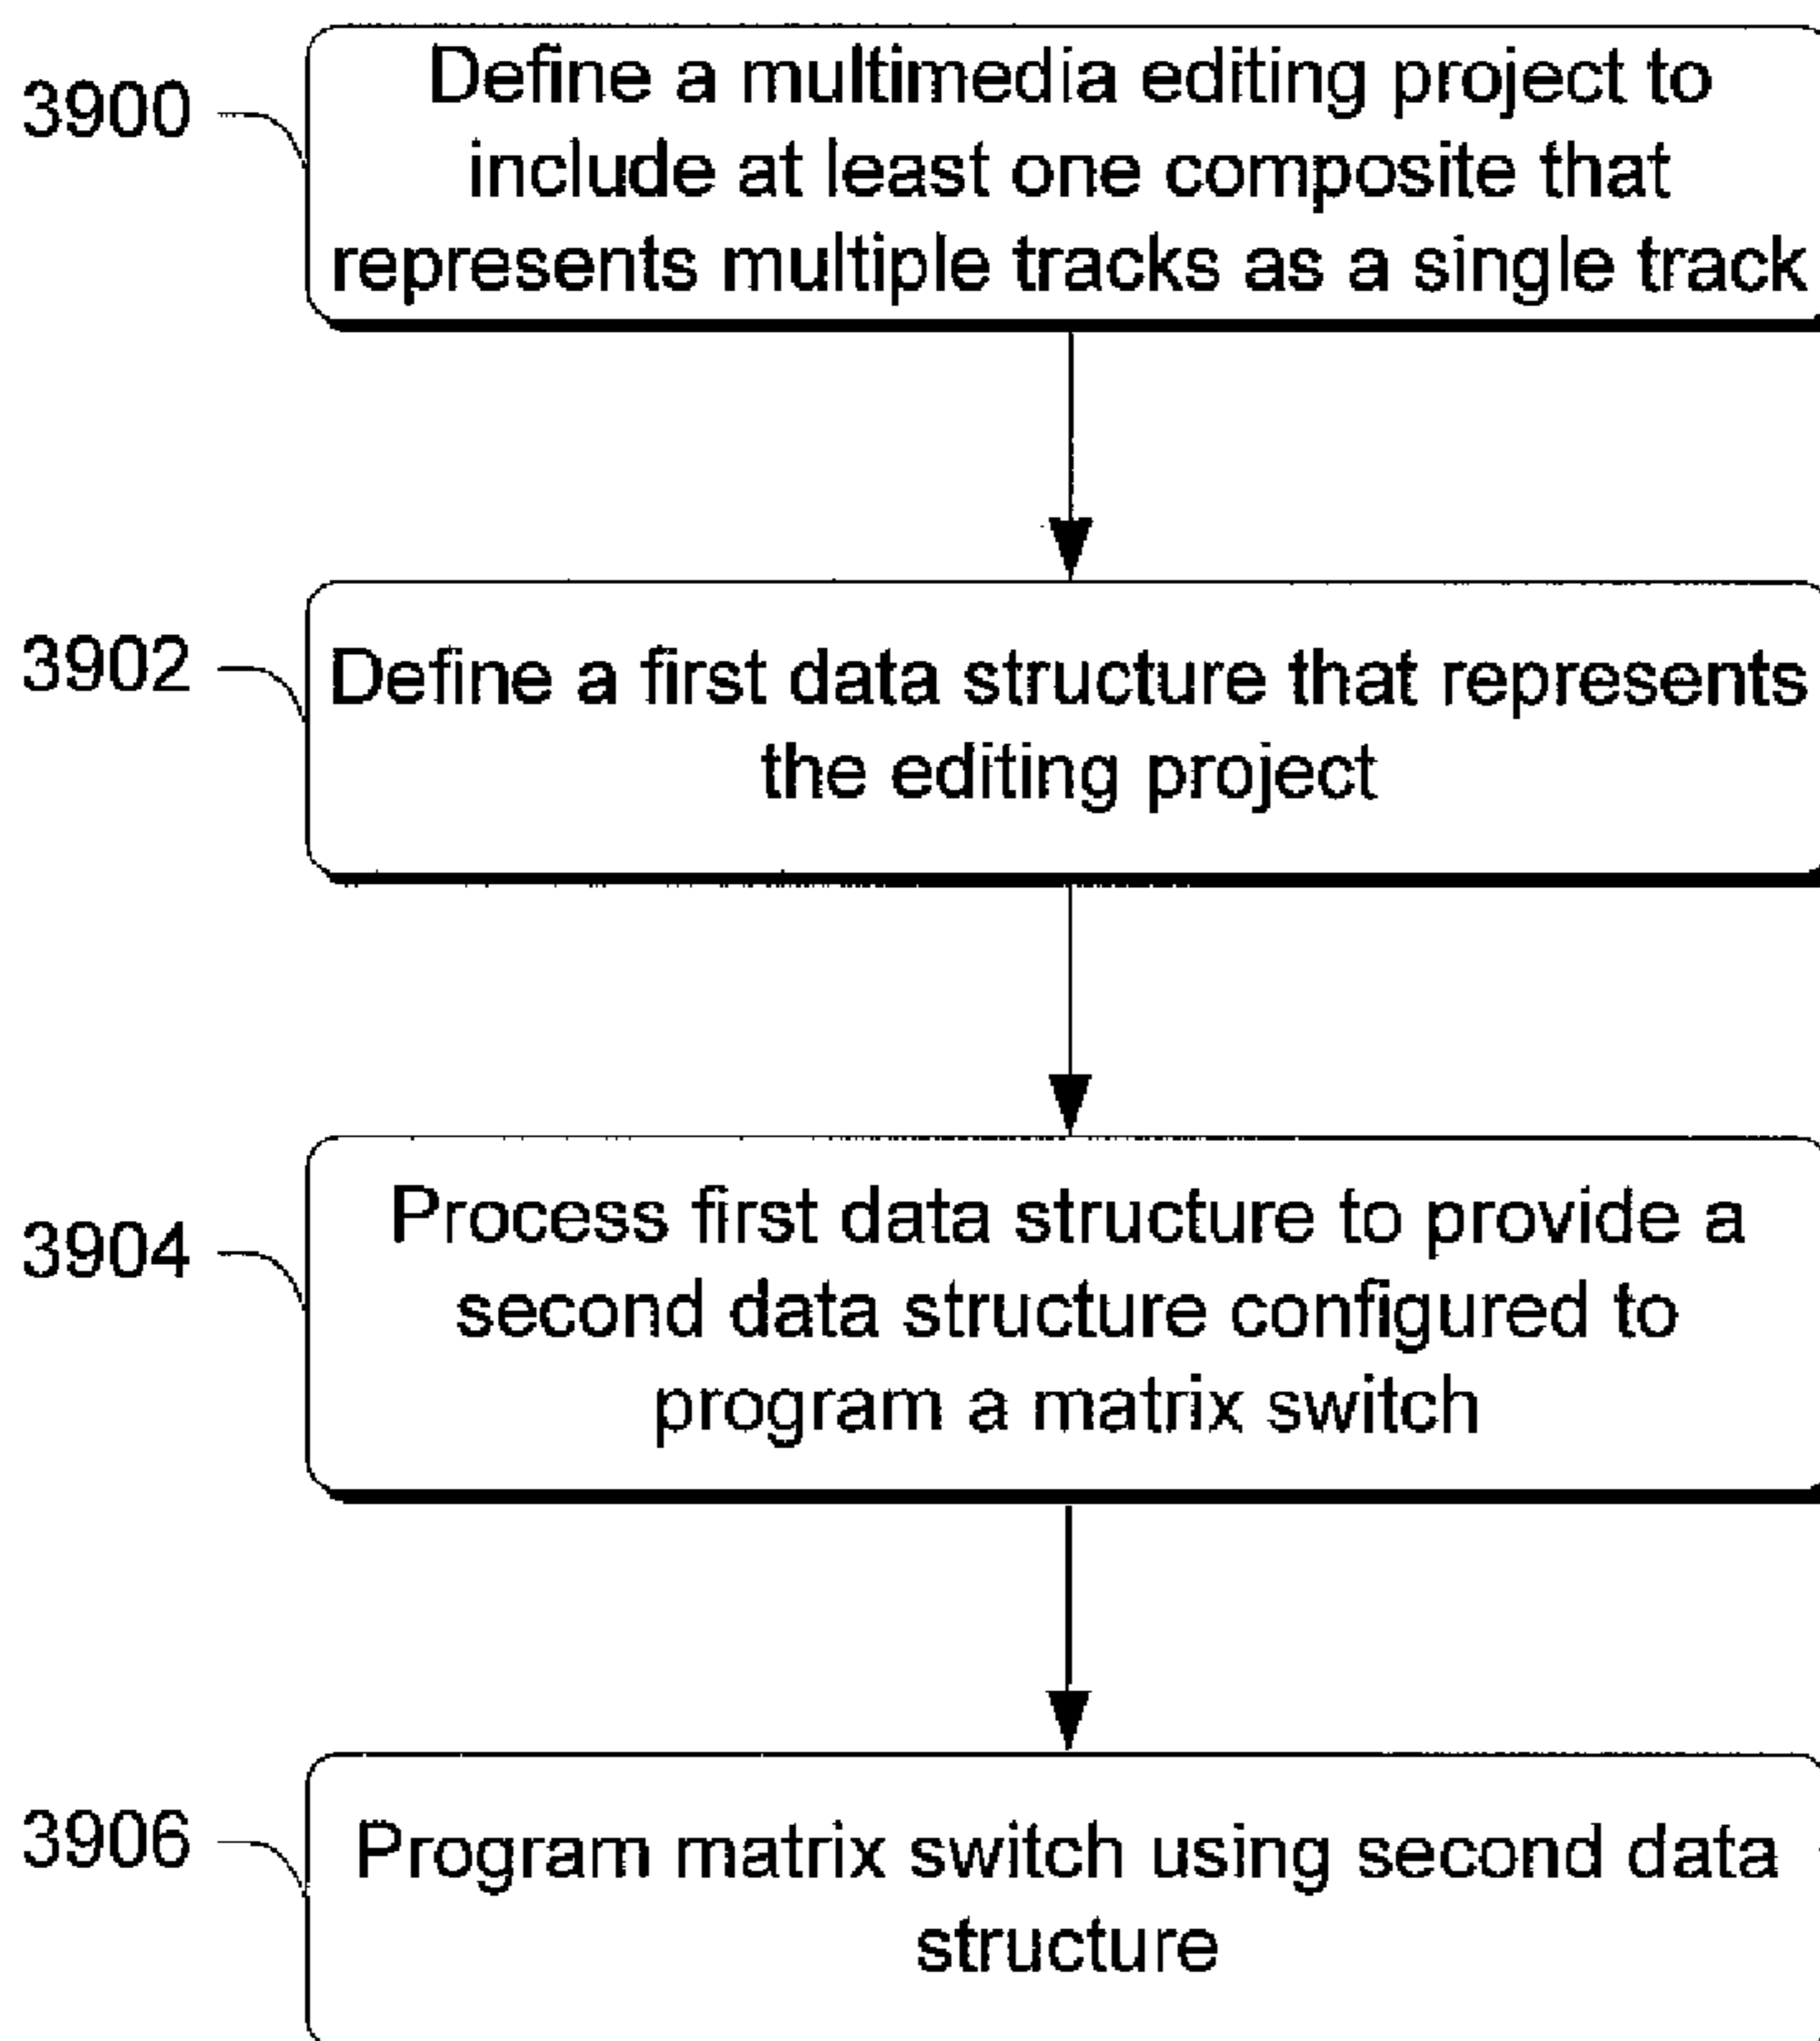 3900
Define a multimedia editing project to
include at least one composite that
represents multiple tracks as a single track
3902
Define a first data structure that represents
the editing project
3904
Process first data structure to provide a
second data structure configured to
program a matrix switch
3906
Program matrix switch using second data
structure